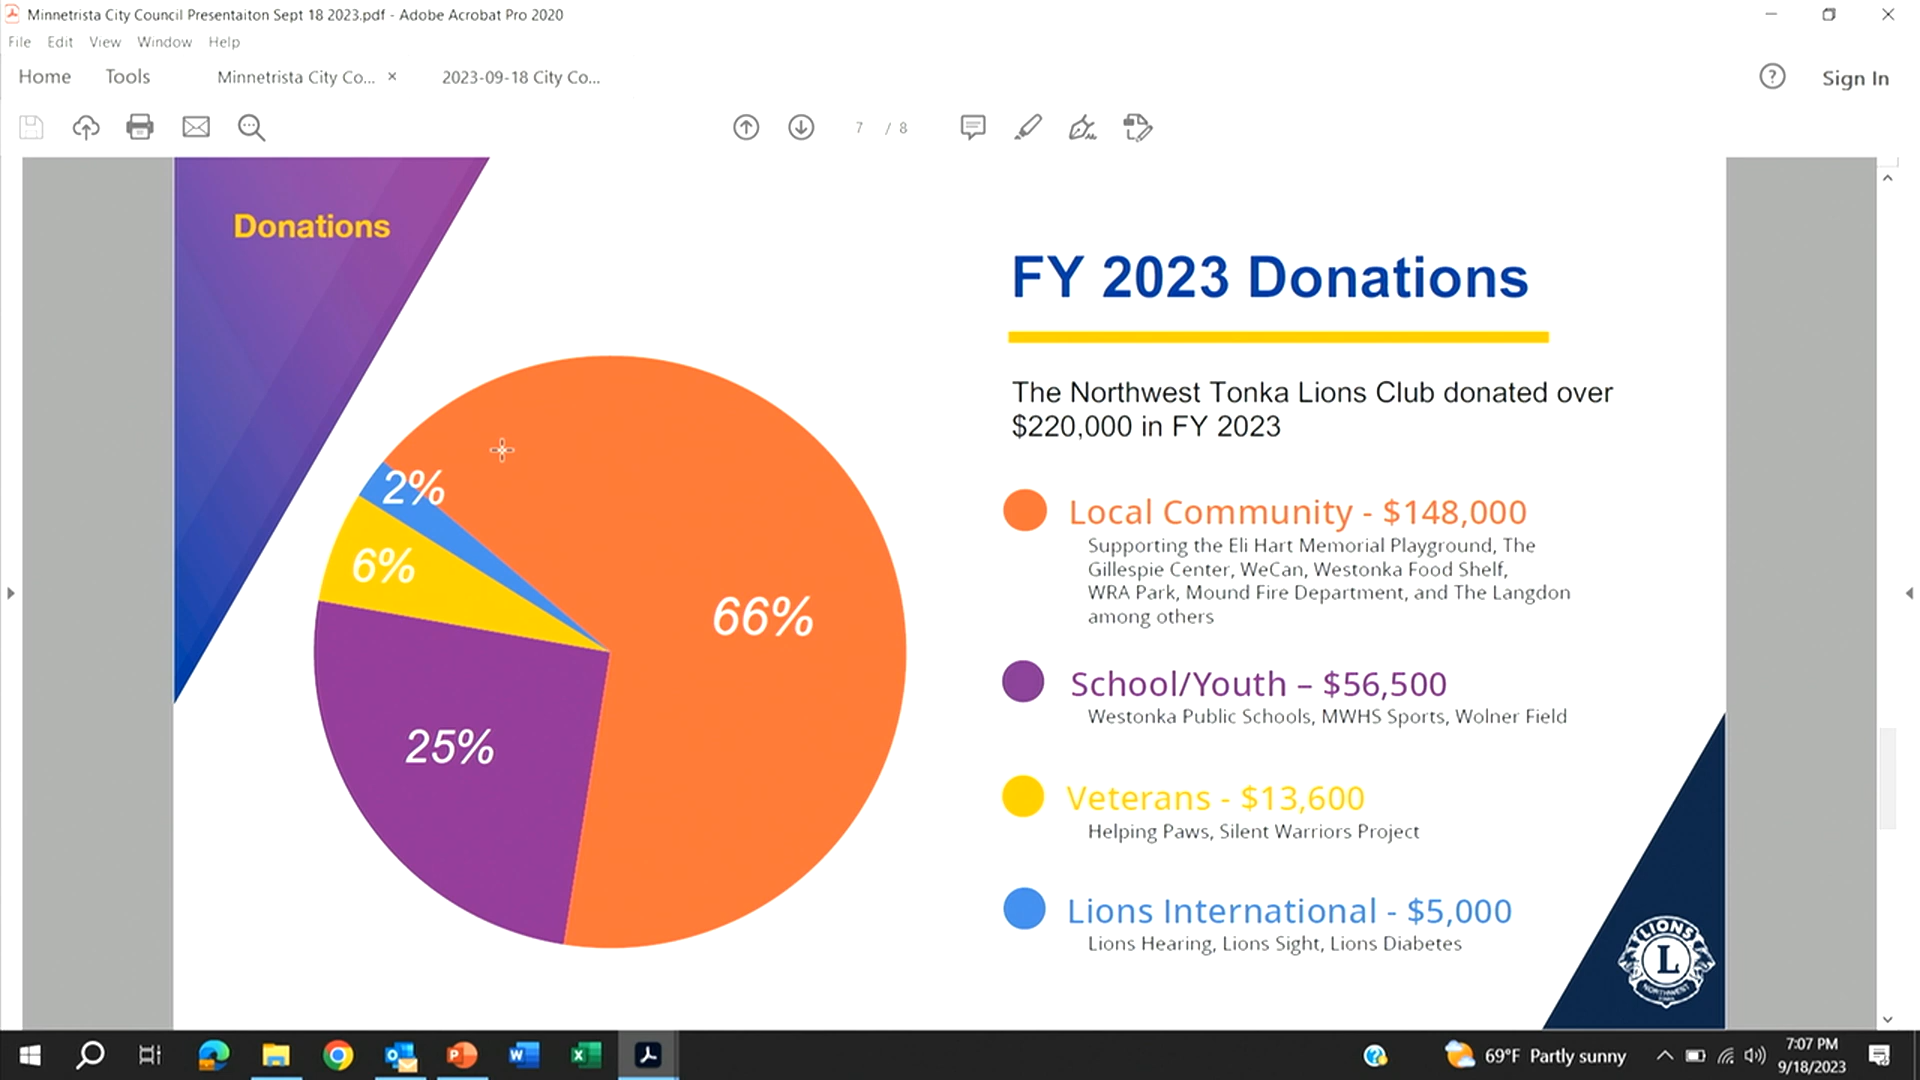 Minnetrista City Council Presentaiton Sept 18 2023.pdf - Adobe Acrobat Pro 2020
File Edit View Window Help
Home Tools Minnetrista City Co... × 2023-09-18 City Co... Sign In
7 / 8
Donations
FY 2023 Donations
The Northwest Tonka Lions Club donated over
$220,000 in FY 2023
2%
6%
66%
25%
Local Community - $148,000
Supporting the Eli Hart Memorial Playground, The
Gillespie Center, WeCan, Westonka Food Shelf,
WRA Park, Mound Fire Department, and The Langdon
among others
School/Youth – $56,500
Westonka Public Schools, MWHS Sports, Wolner Field
Veterans - $13,600
Helping Paws, Silent Warriors Project
Lions International - $5,000
Lions Hearing, Lions Sight, Lions Diabetes
LIONS
L
NORTHWEST
TONKA
69°F Partly sunny
7:07 PM
9/18/2023